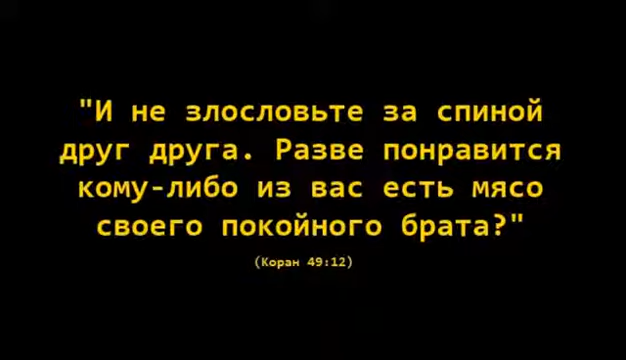 "И не злословьте за спиной
друг друга. Разве понравится
кому-либо из вас есть мясо
своего покойного брата?"
(Коран 49:12)